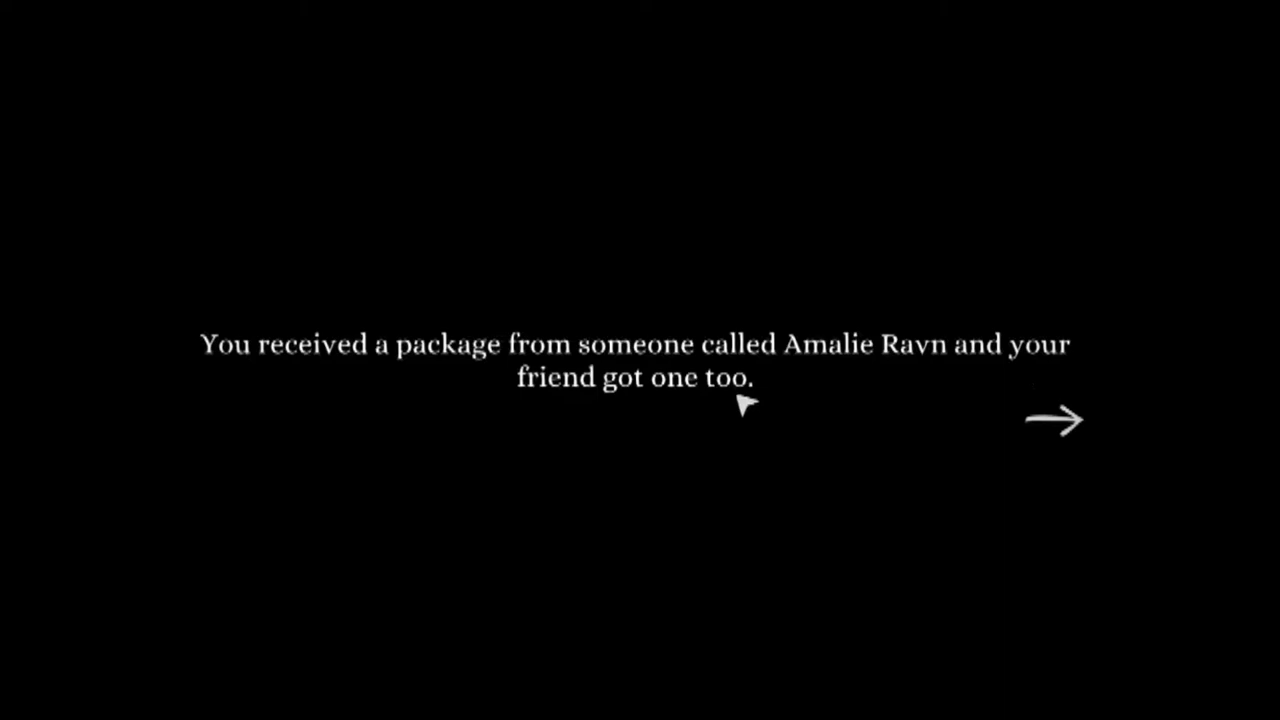 You received a package from someone called Amalie Ravn and your
friend got one too.